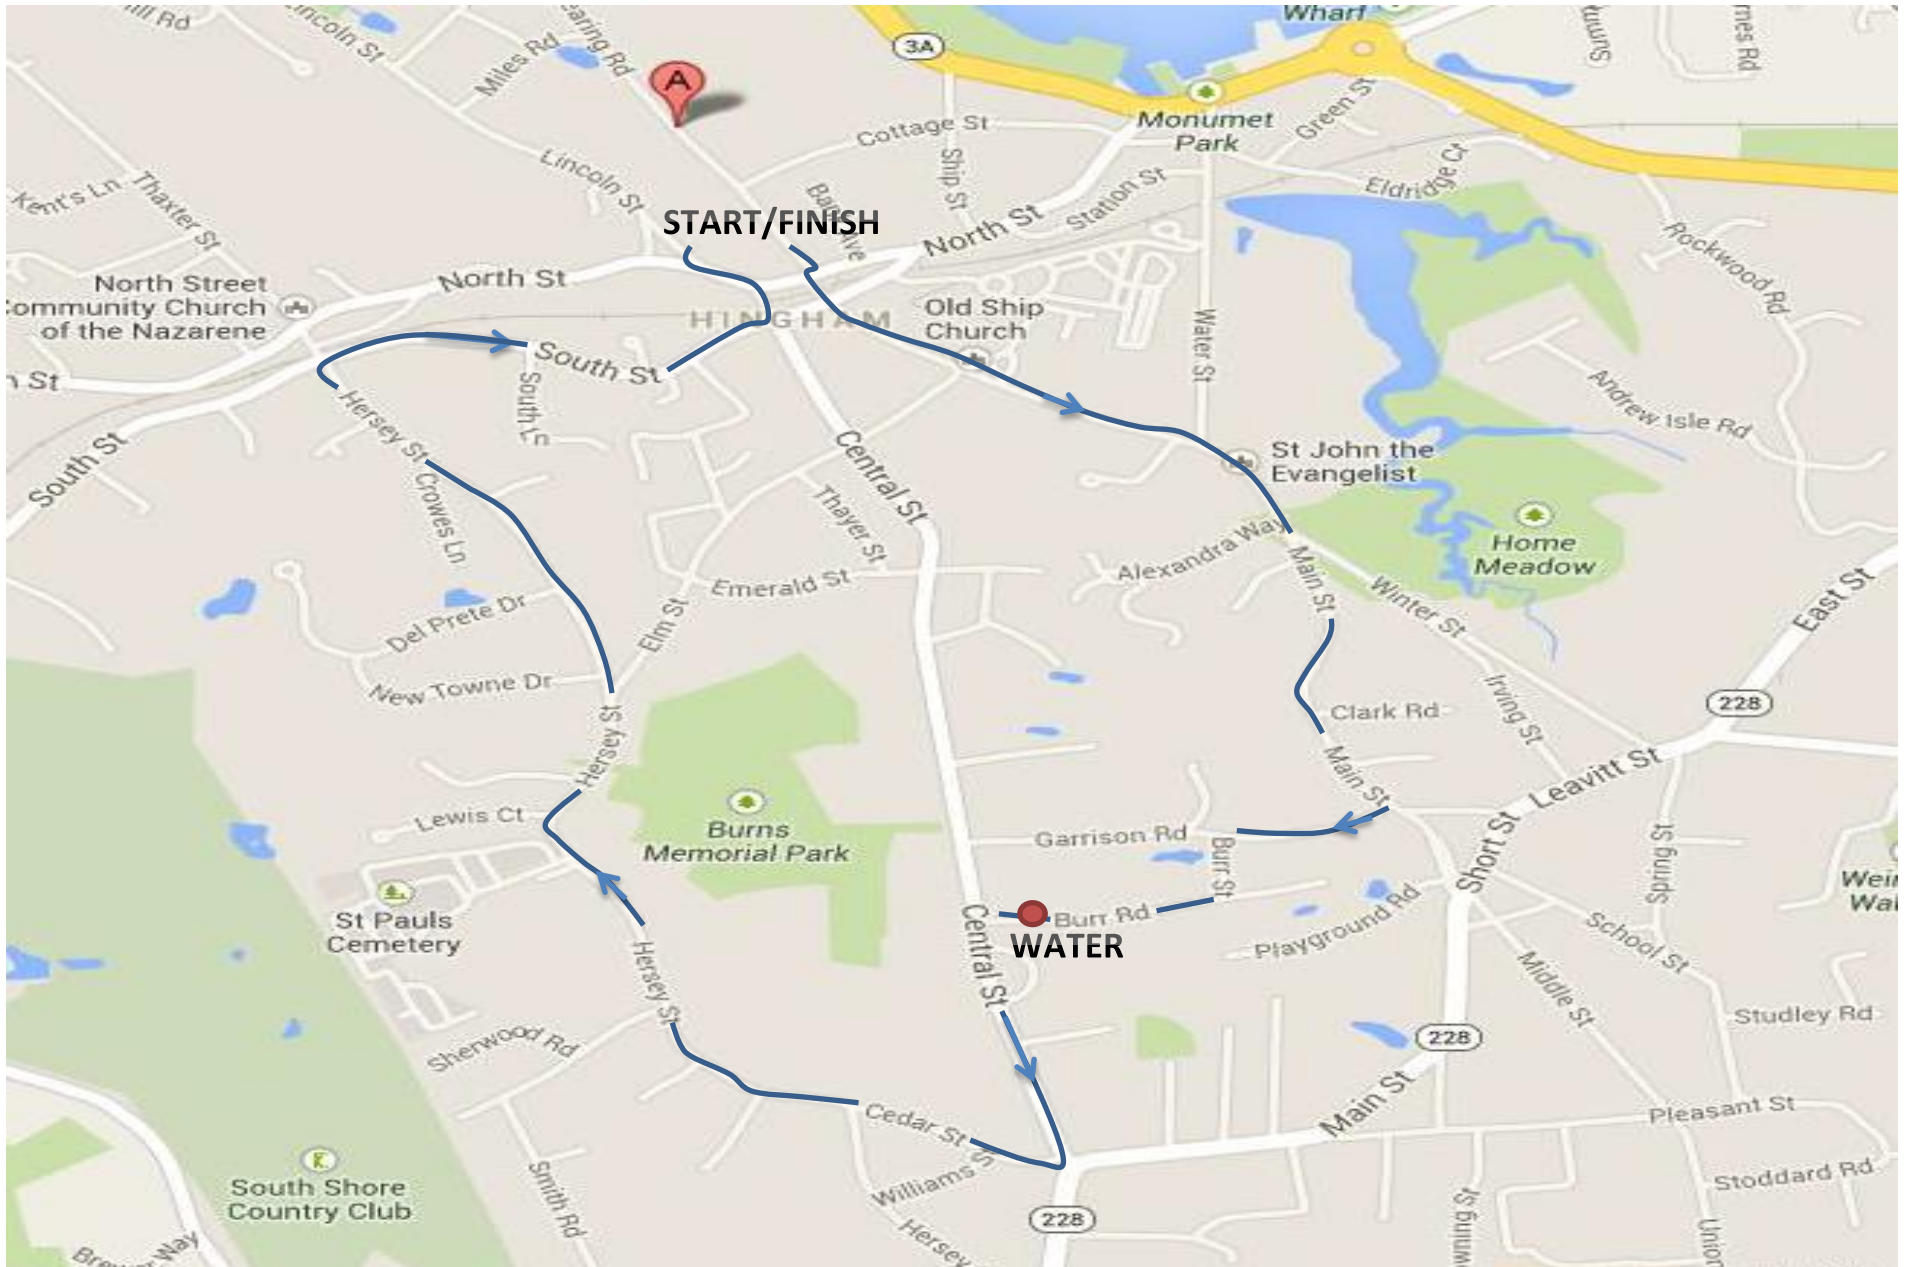 Lincoln St
Miles Rd
3A
Wharf
A
Cottage St
Monumet
Park
Green St
Eldridge Ct
Kent's Ln
Thaxter St
Lincoln St
Ship St
Station St
START/FINISH
North St
Rockwood Rd
North Street
Community Church
of the Nazarene
North St
HINGHAM
Old Ship
Church
Water St
South St
South Ln
Hersey St
South St
Central St
Andrew Isle Rd
St John the
Evangelist
Crowes Ln
Thayer St
Alexandra Way
Home
Meadow
Main St
Winter St
East St
Emerald St
Del Prete Dr
Elm St
New Towne Dr
Irving St
228
Clark Rd
Hersey St
Main St
Leavitt St
Lewis Ct
Burns
Memorial Park
Garrison Rd
Burr St
Short St
Spring St
St Pauls
Cemetery
Central St
Burr Rd
WATER
Playground Rd
School St
Hersey St
Middle St
Studley Rd
Sherwood Rd
228
Cedar St
Main St
Pleasant St
South Shore
Country Club
Smith Rd
Williams St
Stoddard Rd
228
Hersey
Union